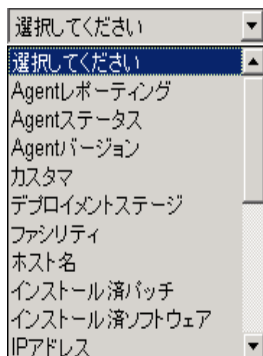 選択してください
選択してください
Agentレポーティング
Agentステータス
Agentバージョン
カスタマ
デプロイメントステージ
ファシリティ
ホスト名
インストール済パッチ
インストール済ソフトウェア
IPアドレス